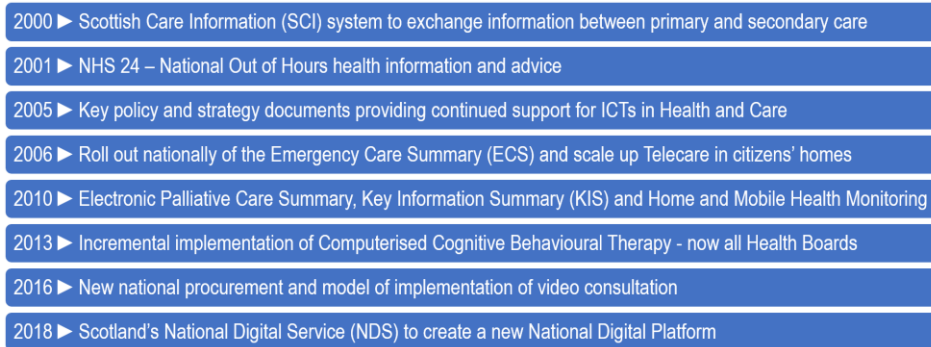 2000 ► Scottish Care Information (SCI) system to exchange information between primary and secondary care
2001 ► NHS 24 – National Out of Hours health information and advice
2005 ► Key policy and strategy documents providing continued support for ICTs in Health and Care
2006 ► Roll out nationally of the Emergency Care Summary (ECS) and scale up Telecare in citizens' homes
2010 ► Electronic Palliative Care Summary, Key Information Summary (KIS) and Home and Mobile Health Monitoring
2013 ► Incremental implementation of Computerised Cognitive Behavioural Therapy - now all Health Boards
2016 ► New national procurement and model of implementation of video consultation
2018 ► Scotland's National Digital Service (NDS) to create a new National Digital Platform